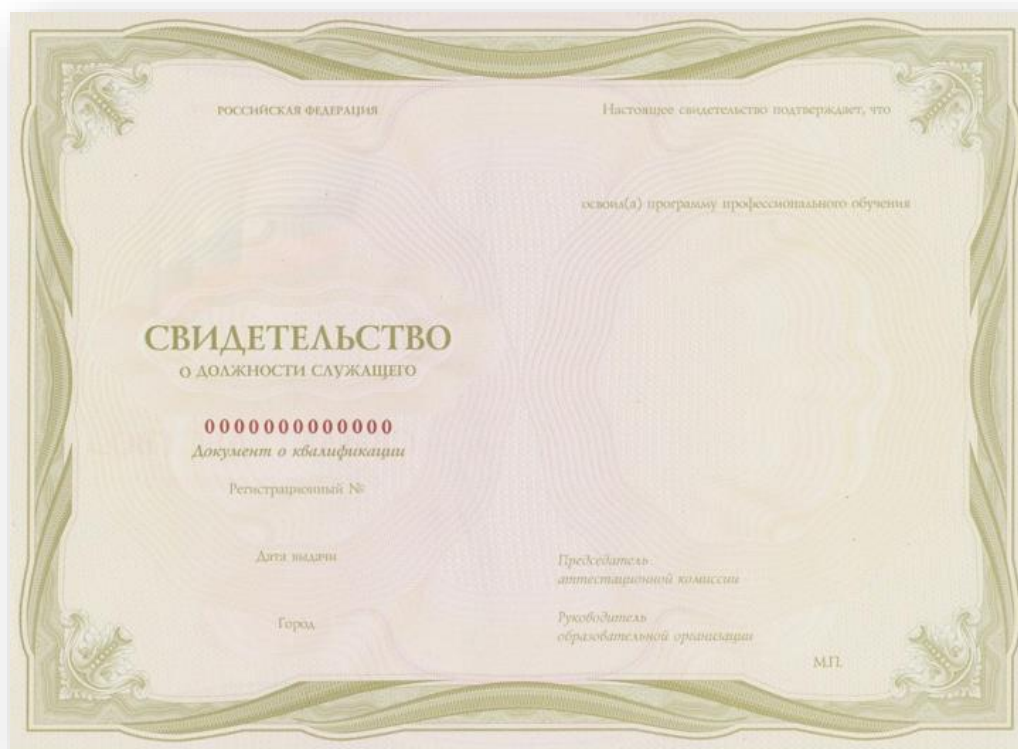 РОССИЙСКАЯ ФЕДЕРАЦИЯ
СВИДЕТЕЛЬСТВО
О ДОЛЖНОСТИ СЛУЖАЩЕГО
0000000000000
Документ о квалификации
Регистрационный №
Дата выдачи
Город
Настоящее свидетельство подтверждает, что
освоил(а) программу профессионального обучения
Председатель
аттестационной комиссии
Руководитель
образовательной организации
М.П.